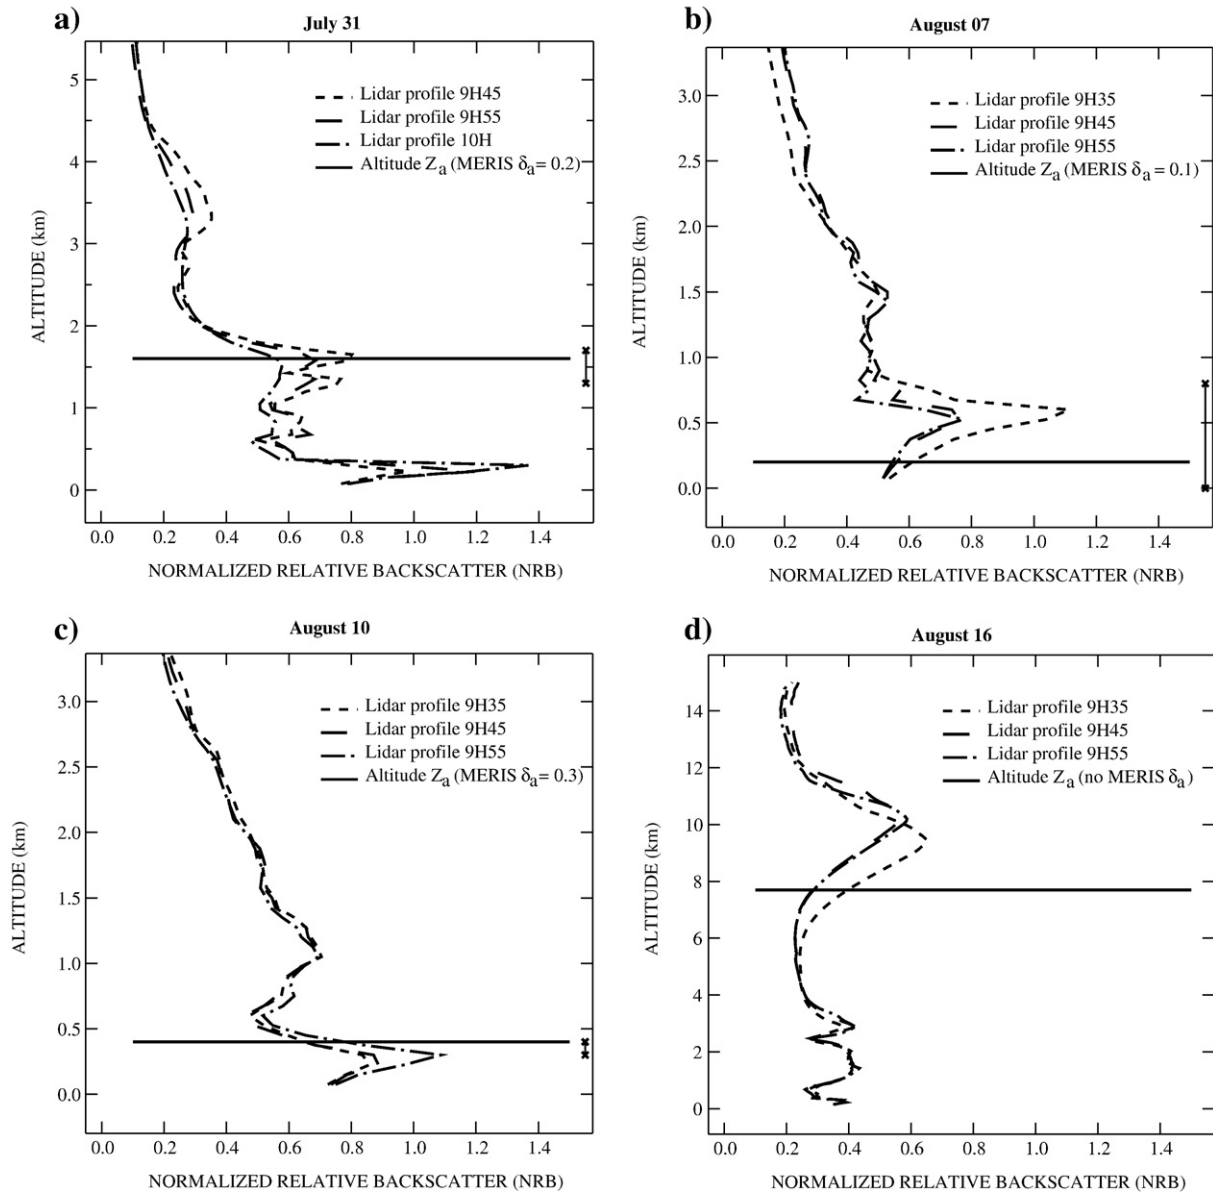 a)
July 31
5
4
3
2
1
0
ALTITUDE (km)
Lidar profile 9H45
Lidar profile 9H55
Lidar profile 10H
Altitude Za (MERIS δa = 0.2)
0.0 0.2 0.4 0.6 0.8 1.0 1.2 1.4
NORMALIZED RELATIVE BACKSCATTER (NRB)
b)
August 07
3.0
2.5
2.0
1.5
1.0
0.5
0.0
ALTITUDE (km)
Lidar profile 9H35
Lidar profile 9H45
Lidar profile 9H55
Altitude Za (MERIS δa = 0.1)
0.0 0.2 0.4 0.6 0.8 1.0 1.2 1.4
NORMALIZED RELATIVE BACKSCATTER (NRB)
c)
August 10
3.0
2.5
2.0
1.5
1.0
0.5
0.0
ALTITUDE (km)
Lidar profile 9H35
Lidar profile 9H45
Lidar profile 9H55
Altitude Za (MERIS δa = 0.3)
0.0 0.2 0.4 0.6 0.8 1.0 1.2 1.4
NORMALIZED RELATIVE BACKSCATTER (NRB)
d)
August 16
14
12
10
8
6
4
2
0
ALTITUDE (km)
Lidar profile 9H35
Lidar profile 9H45
Lidar profile 9H55
Altitude Za (no MERIS δa)
0.0 0.2 0.4 0.6 0.8 1.0 1.2 1.4
NORMALIZED RELATIVE BACKSCATTER (NRB)